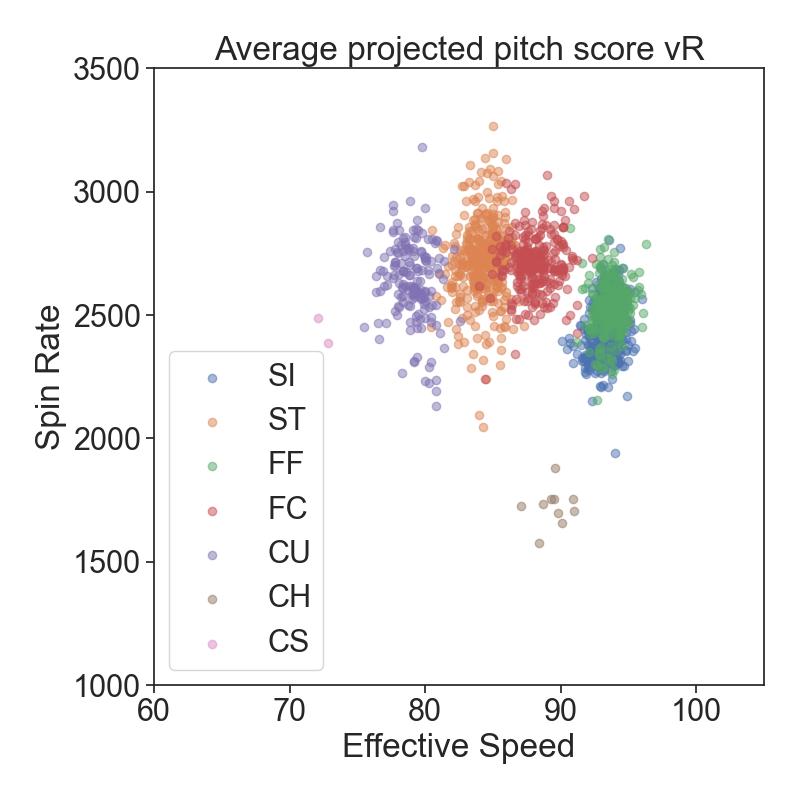 Average projected pitch score vR
3500
3000
2500
2000
1500
1000
Spin Rate
SI
ST
FF
FC
CU
CH
CS
60 70 80 90 100
Effective Speed